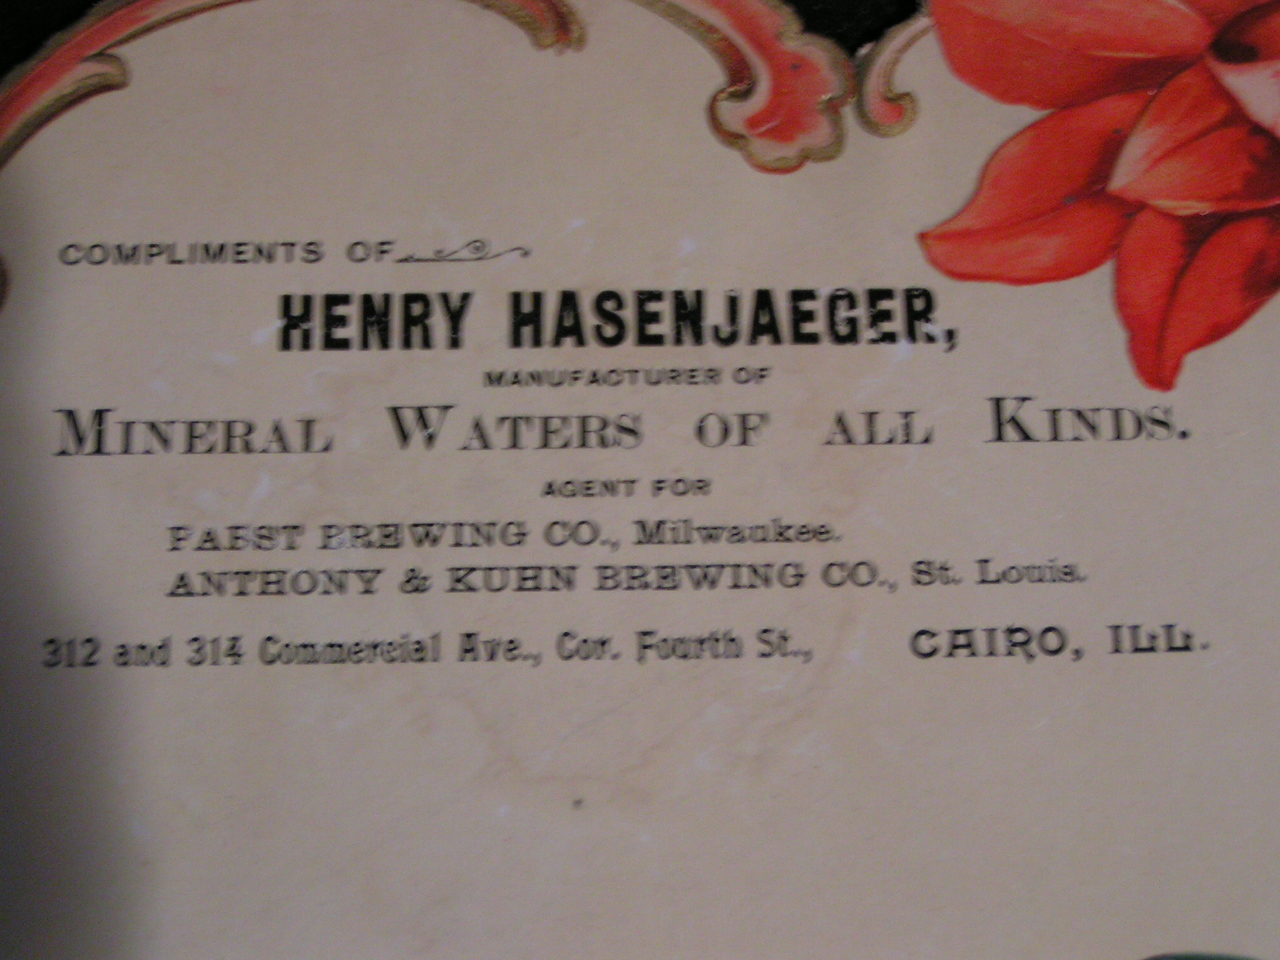 COMPLIMENTS OF
HENRY HASENJAEGER,
MANUFACTURER OF
MINERAL WATERS OF ALL KINDS.
AGENT FOR
PABST BREWING CO., Milwaukee.
ANTHONY & KUHN BREWING CO., St. Louis.
312 and 314 Commercial Ave., Cor. Fourth St., CAIRO, ILL.